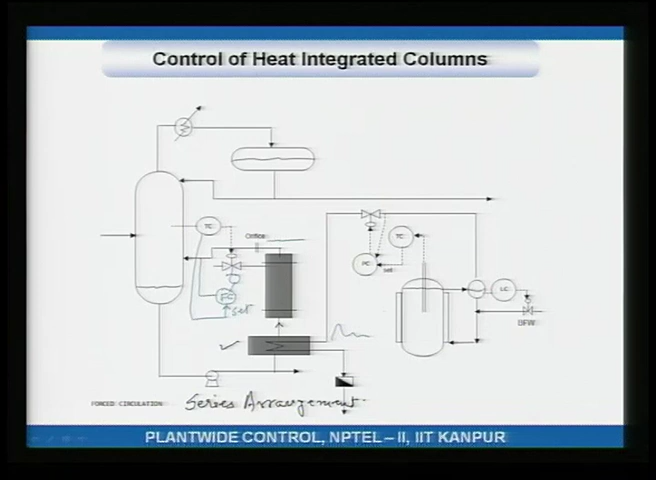 Control of Heat Integrated Columns
TC
Orifice
TC
FC
set
PC
set
LC
BFW
FORCED CIRCULATION
Series Arrangement.
PLANTWIDE CONTROL, NPTEL – II, IIT KANPUR